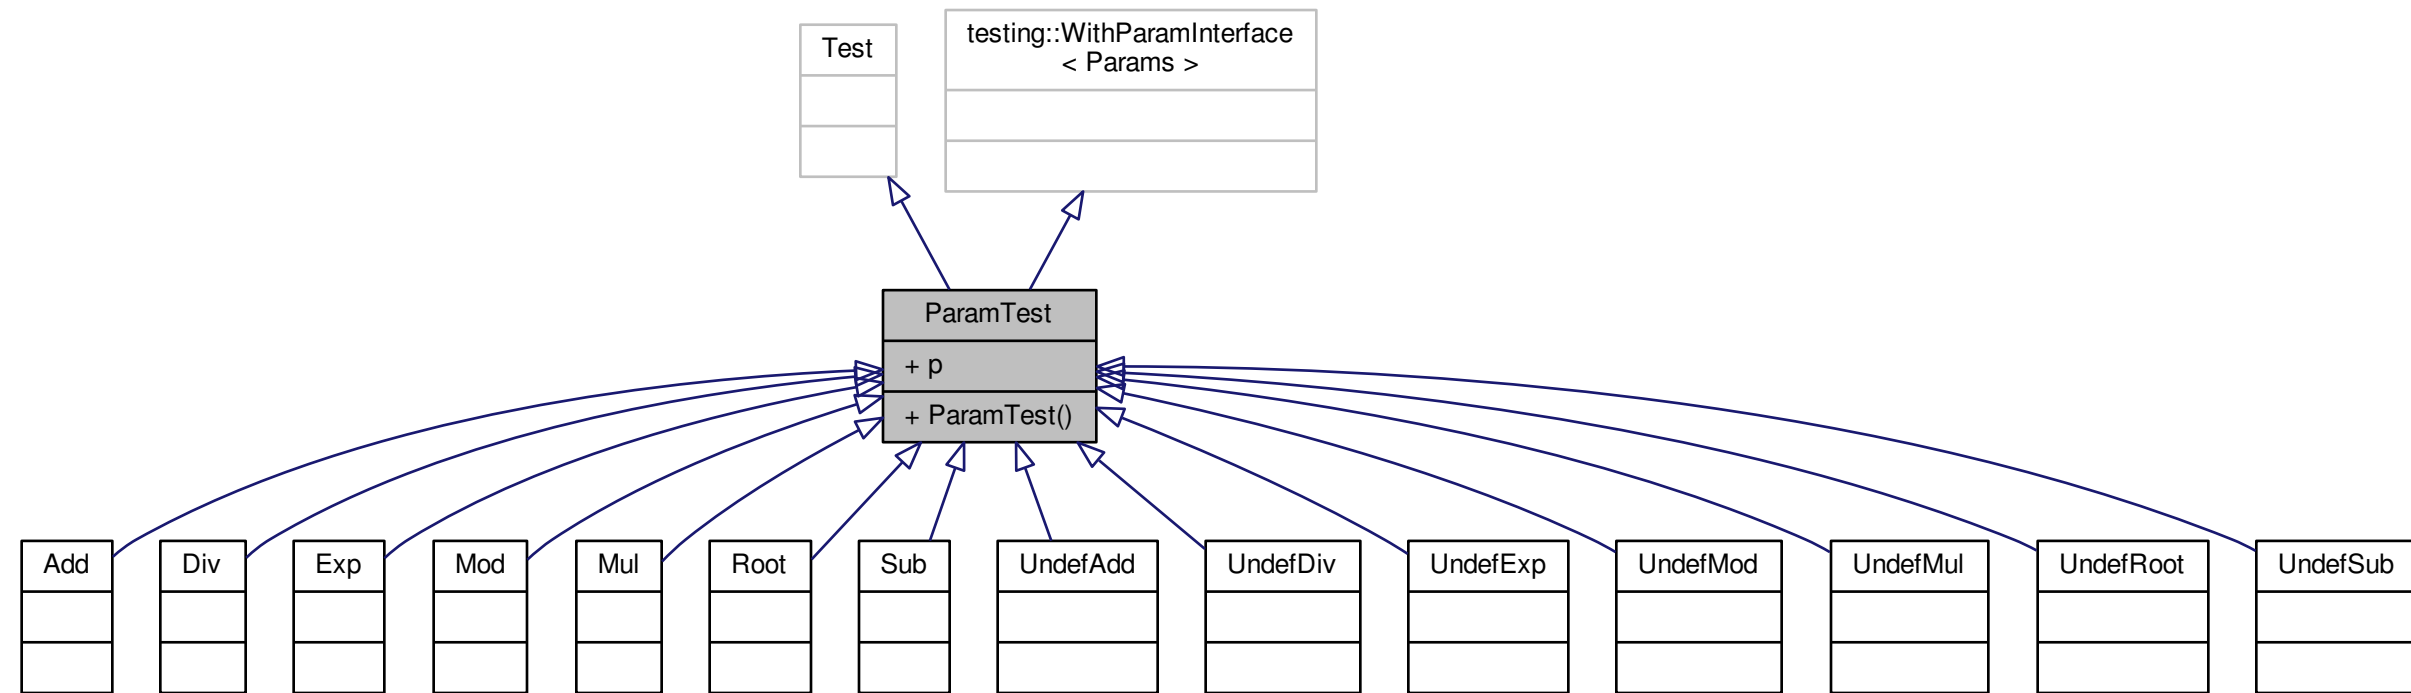 Test
testing::WithParamInterface
< Params >
ParamTest
+ p
+ ParamTest()
Add
Div
Exp
Mod
Mul
Root
Sub
UndefAdd
UndefDiv
UndefExp
UndefMod
UndefMul
UndefRoot
UndefSub